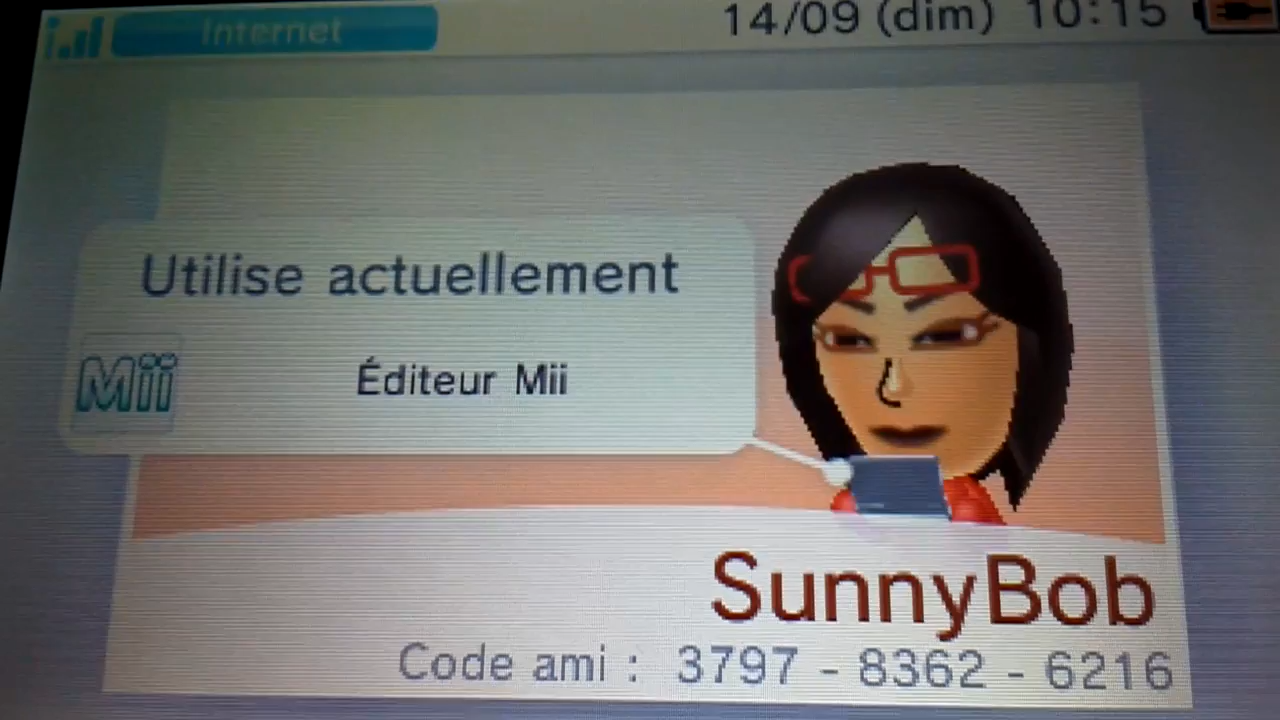 Internet 14/09 (dim) 10:15
Utilise actuellement
Mii Éditeur Mii
SunnyBob
Code ami : 3797 - 8362 - 6216